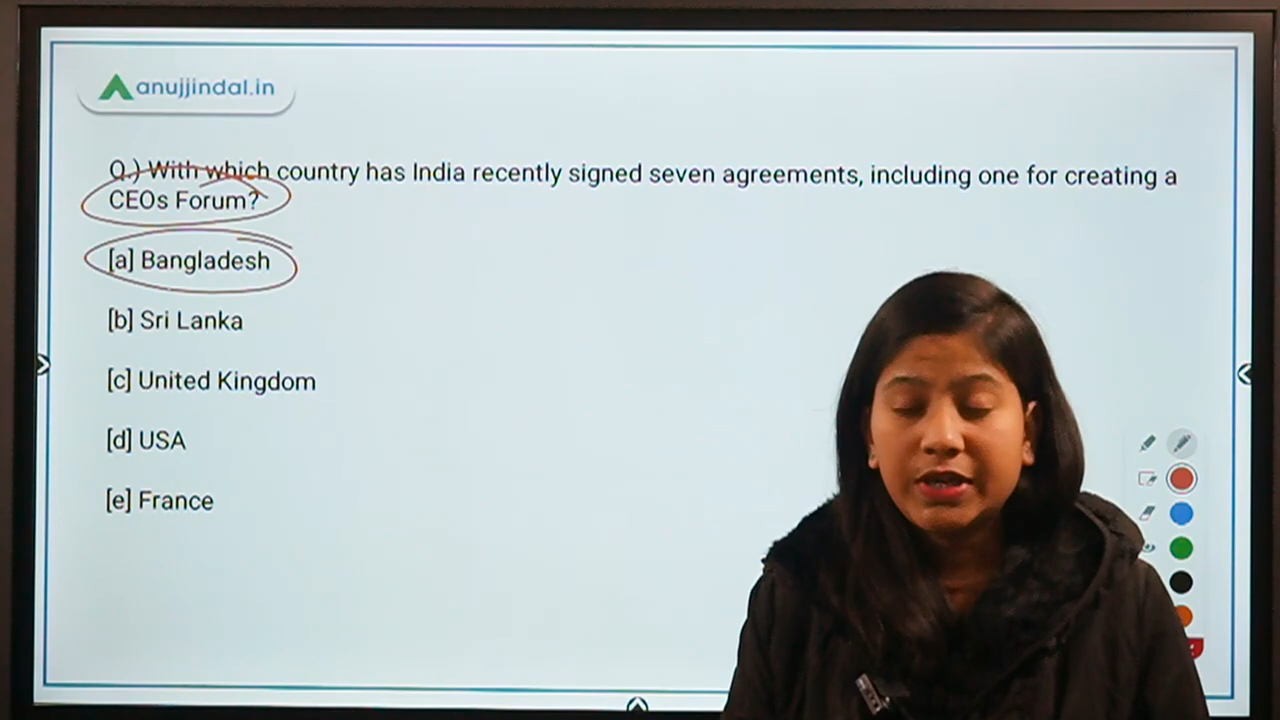 anujjindal.in
Q.) With which country has India recently signed seven agreements, including one for creating a
CEOs Forum?
[a] Bangladesh
[b] Sri Lanka
[c] United Kingdom
[d] USA
[e] France